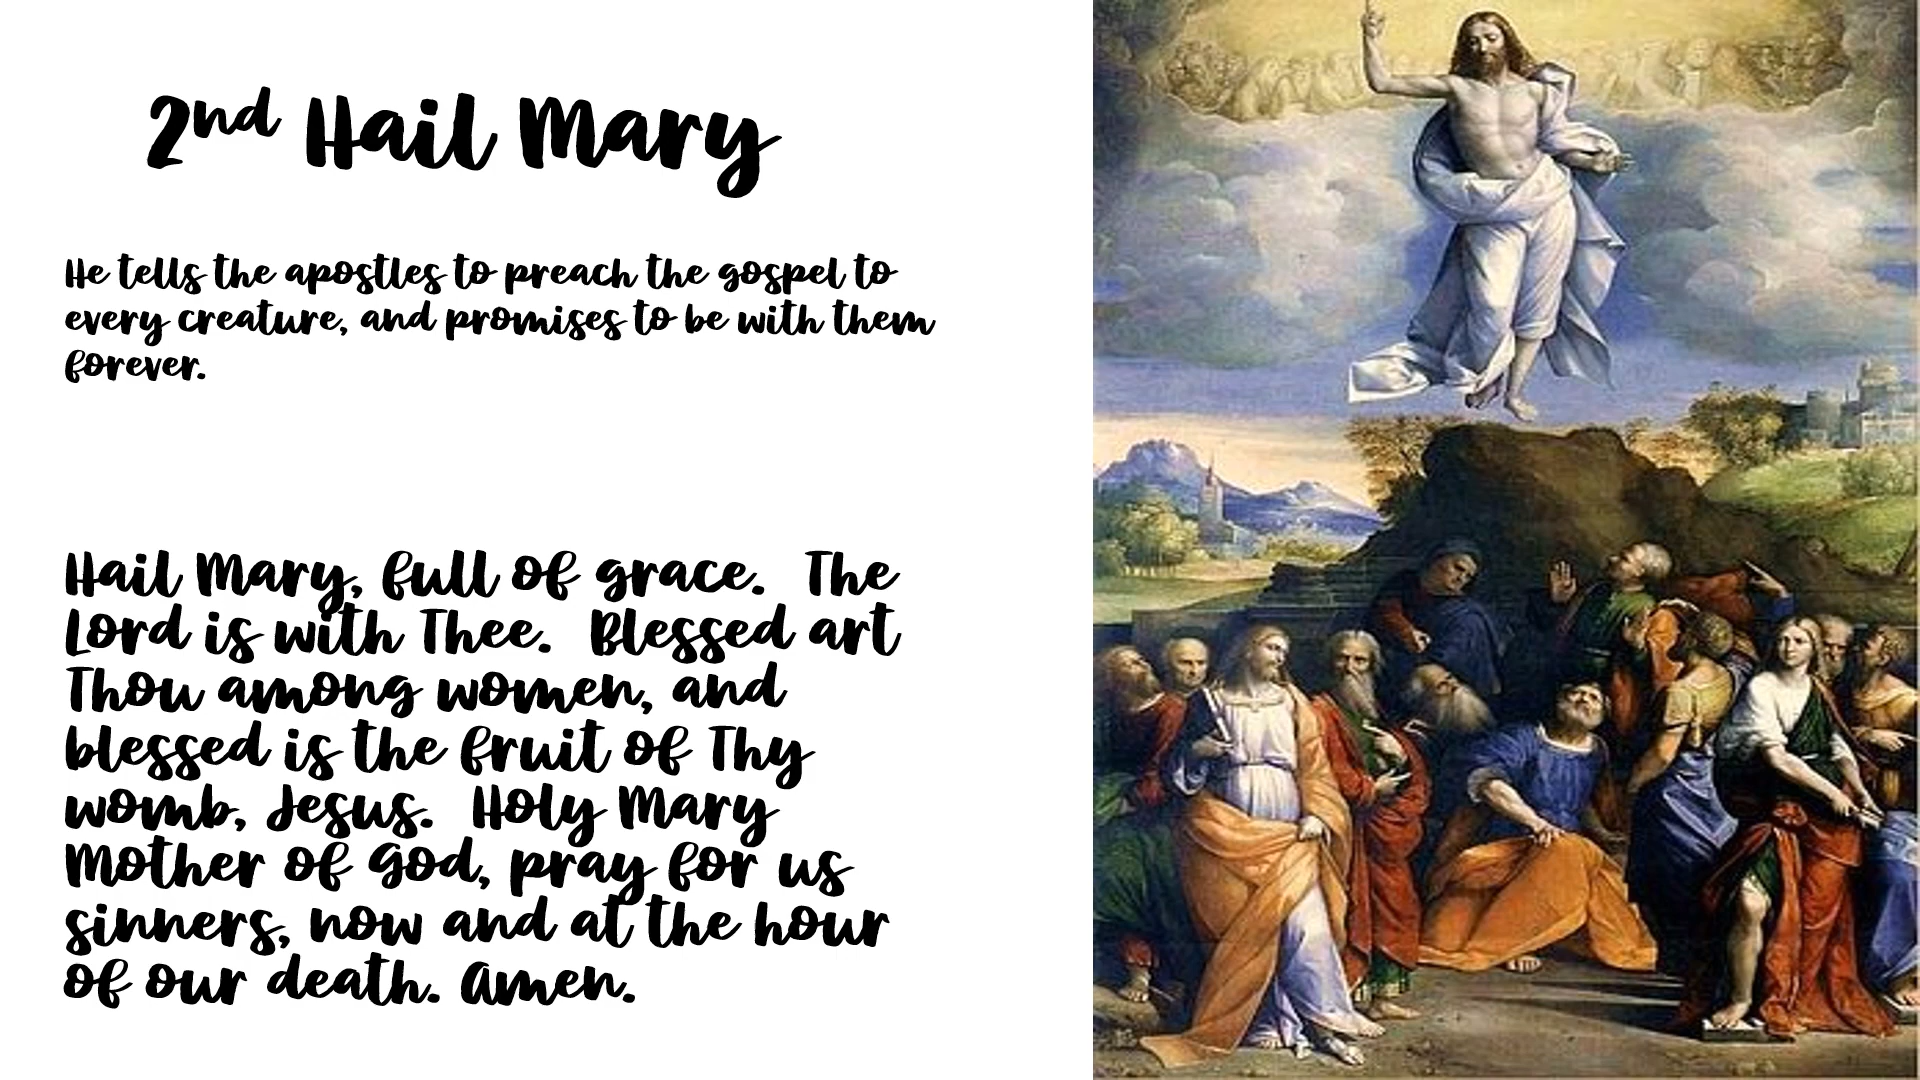 2nd Hail Mary
He tells the apostles to preach the gospel to
every creature, and promises to be with them
forever.
Hail Mary, full of grace.  The
Lord is with Thee.  Blessed art
Thou among women, and
blessed is the fruit of Thy
womb, Jesus.  Holy Mary
Mother of God, pray for us
sinners, now and at the hour
of our death. Amen.